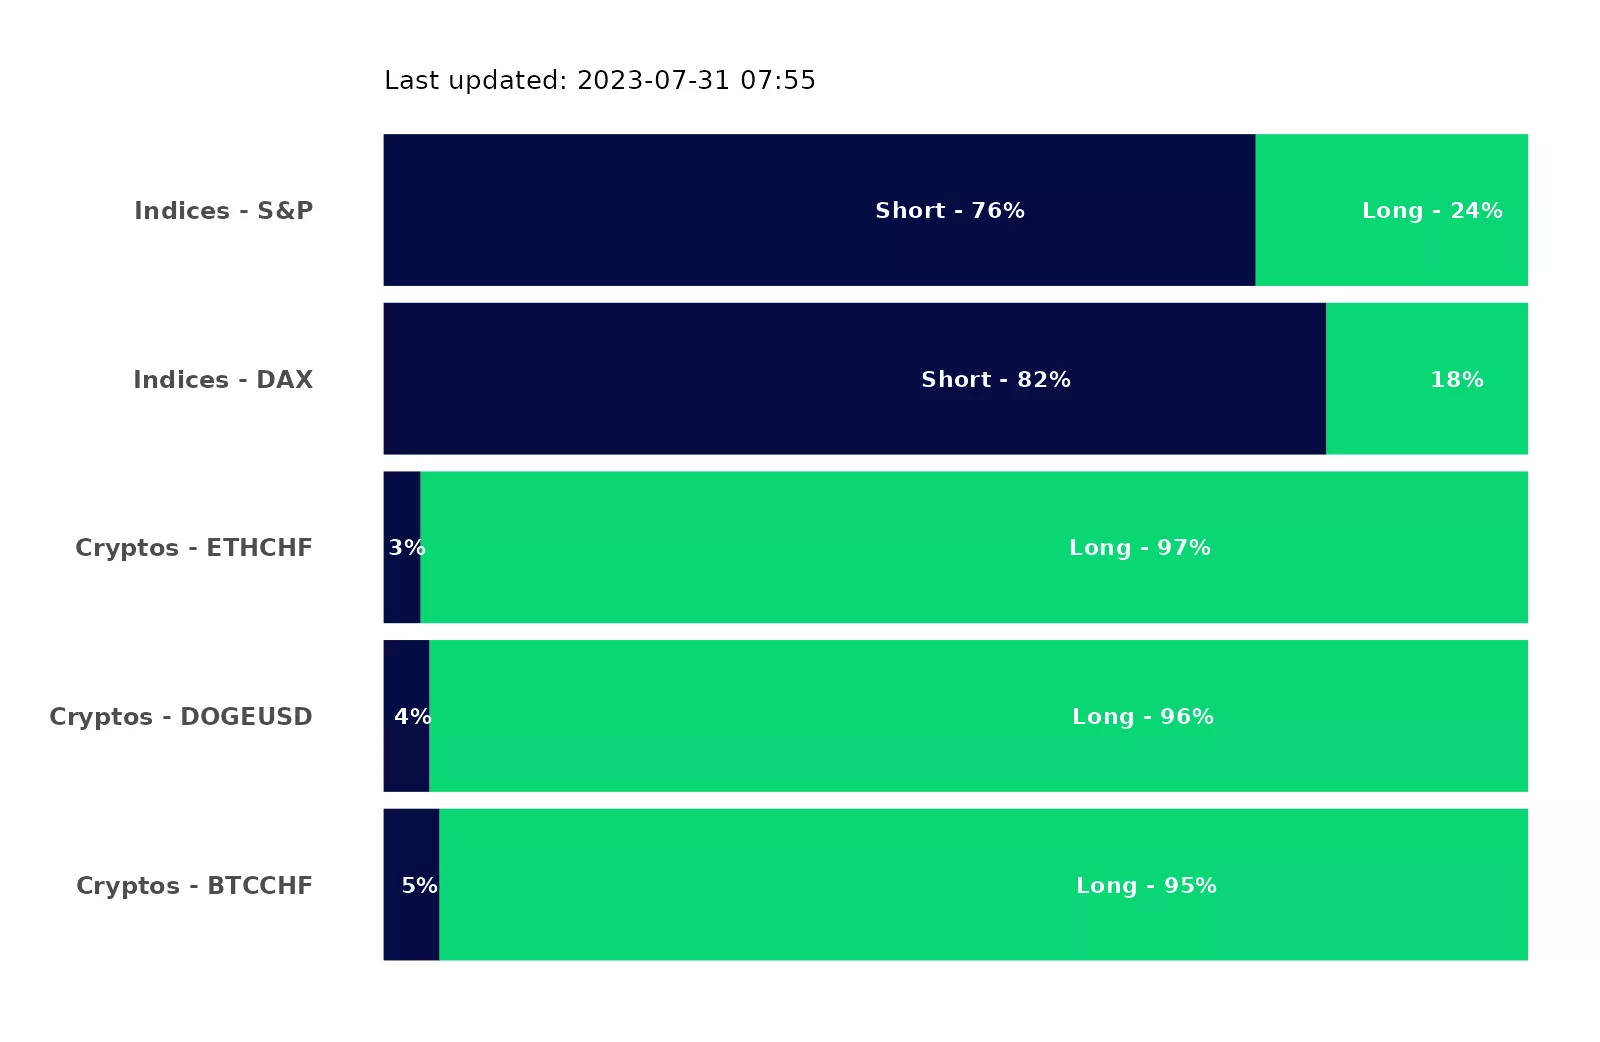 Last updated: 2023-07-31 07:55
Indices - S&P Short - 76% Long - 24%
Indices - DAX Short - 82% 18%
Cryptos - ETHCHF 3% Long - 97%
Cryptos - DOGEUSD 4% Long - 96%
Cryptos - BTCCHF 5% Long - 95%